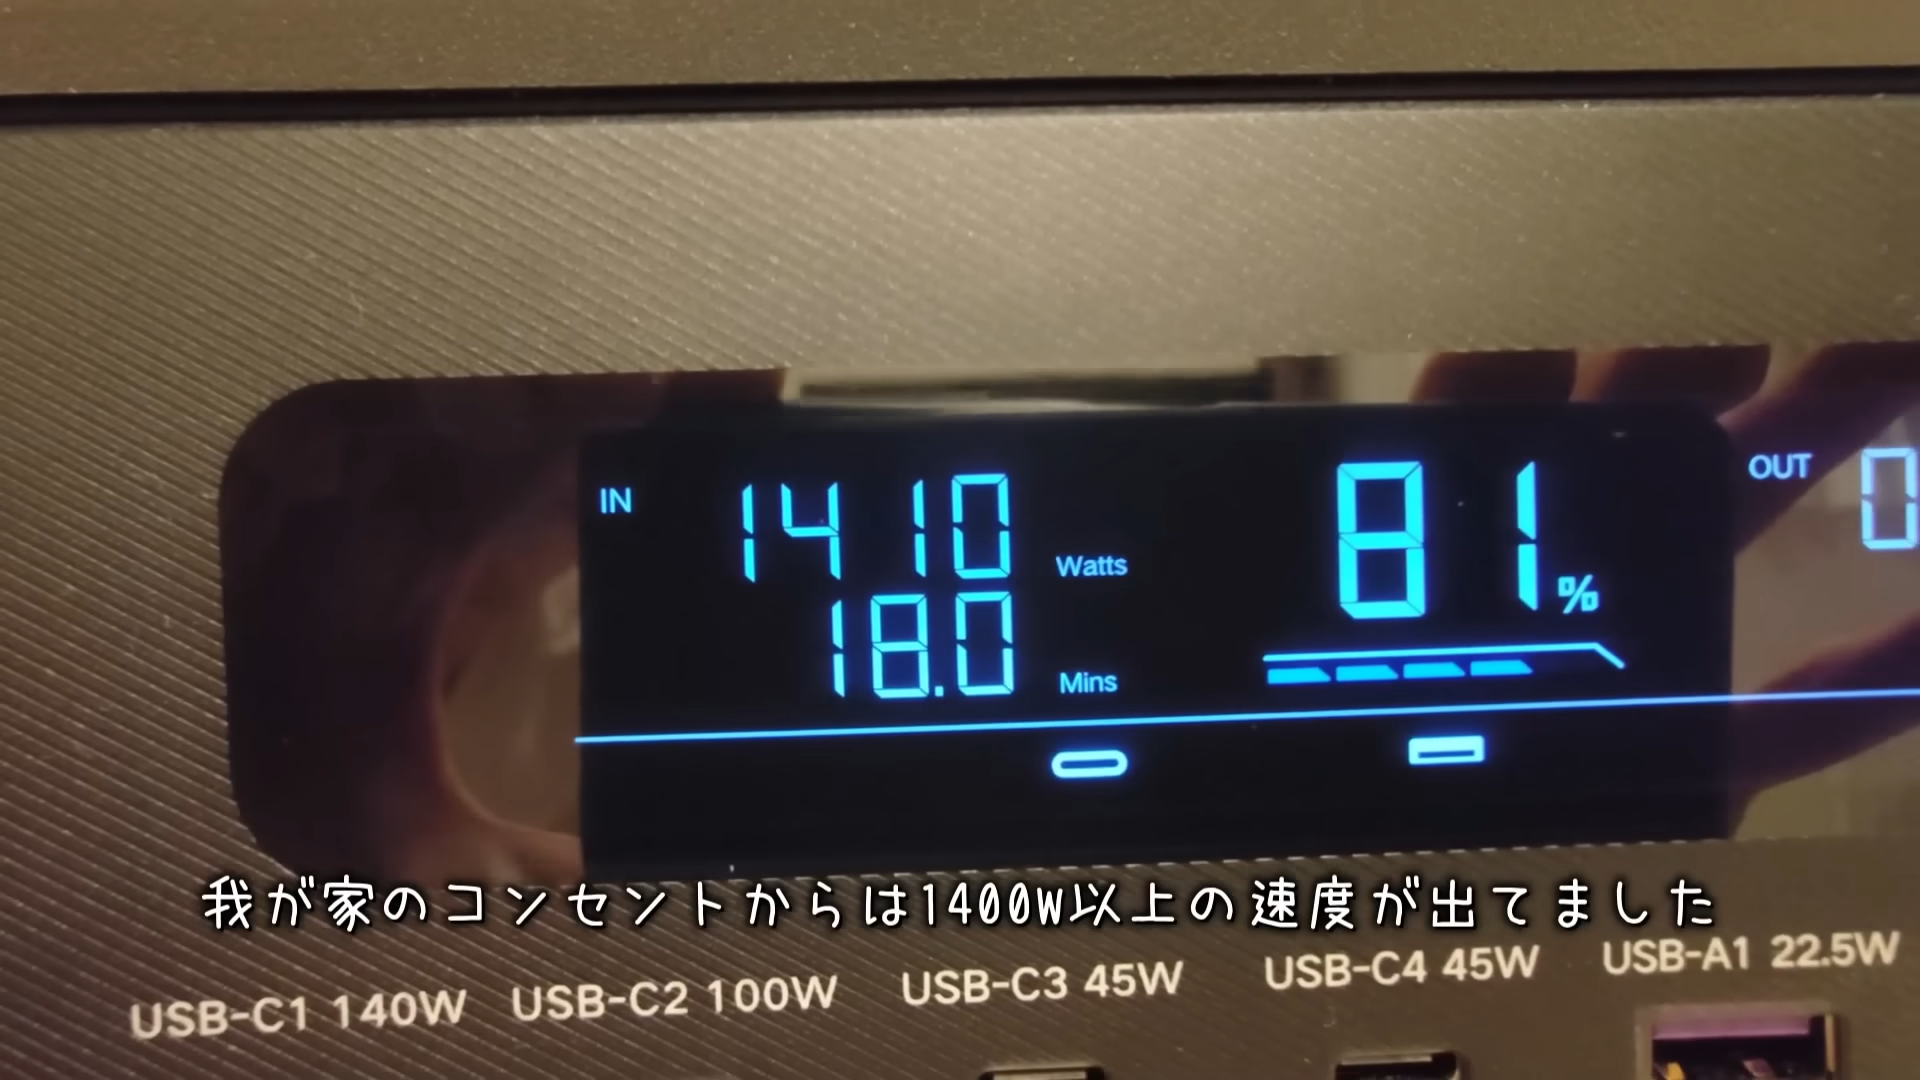 IN 1410 Watts
18.0 Mins
81%
OUT 0
我が家のコンセントからは1400W以上の速度が出てました
USB-C1 140W USB-C2 100W USB-C3 45W USB-C4 45W USB-A1 22.5W